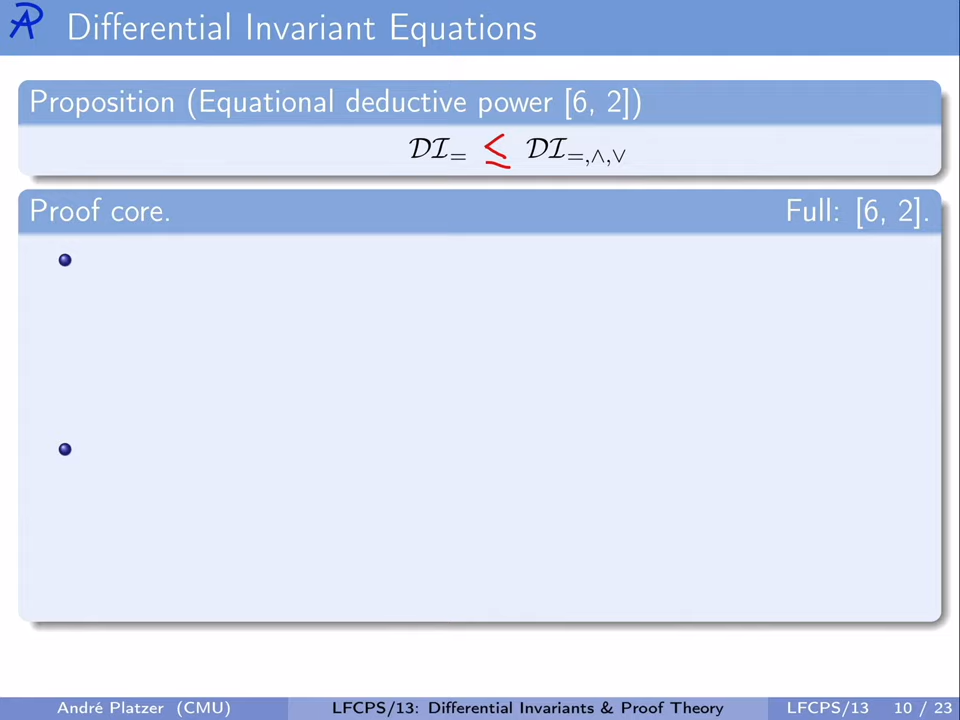 Differential Invariant Equations
Proposition (Equational deductive power [6, 2])
𝒟ℐ₌ ≤ 𝒟ℐ₌,∧,∨
Proof core. Full: [6, 2].
André Platzer (CMU) LFCPS/13: Differential Invariants & Proof Theory LFCPS/13 10 / 23